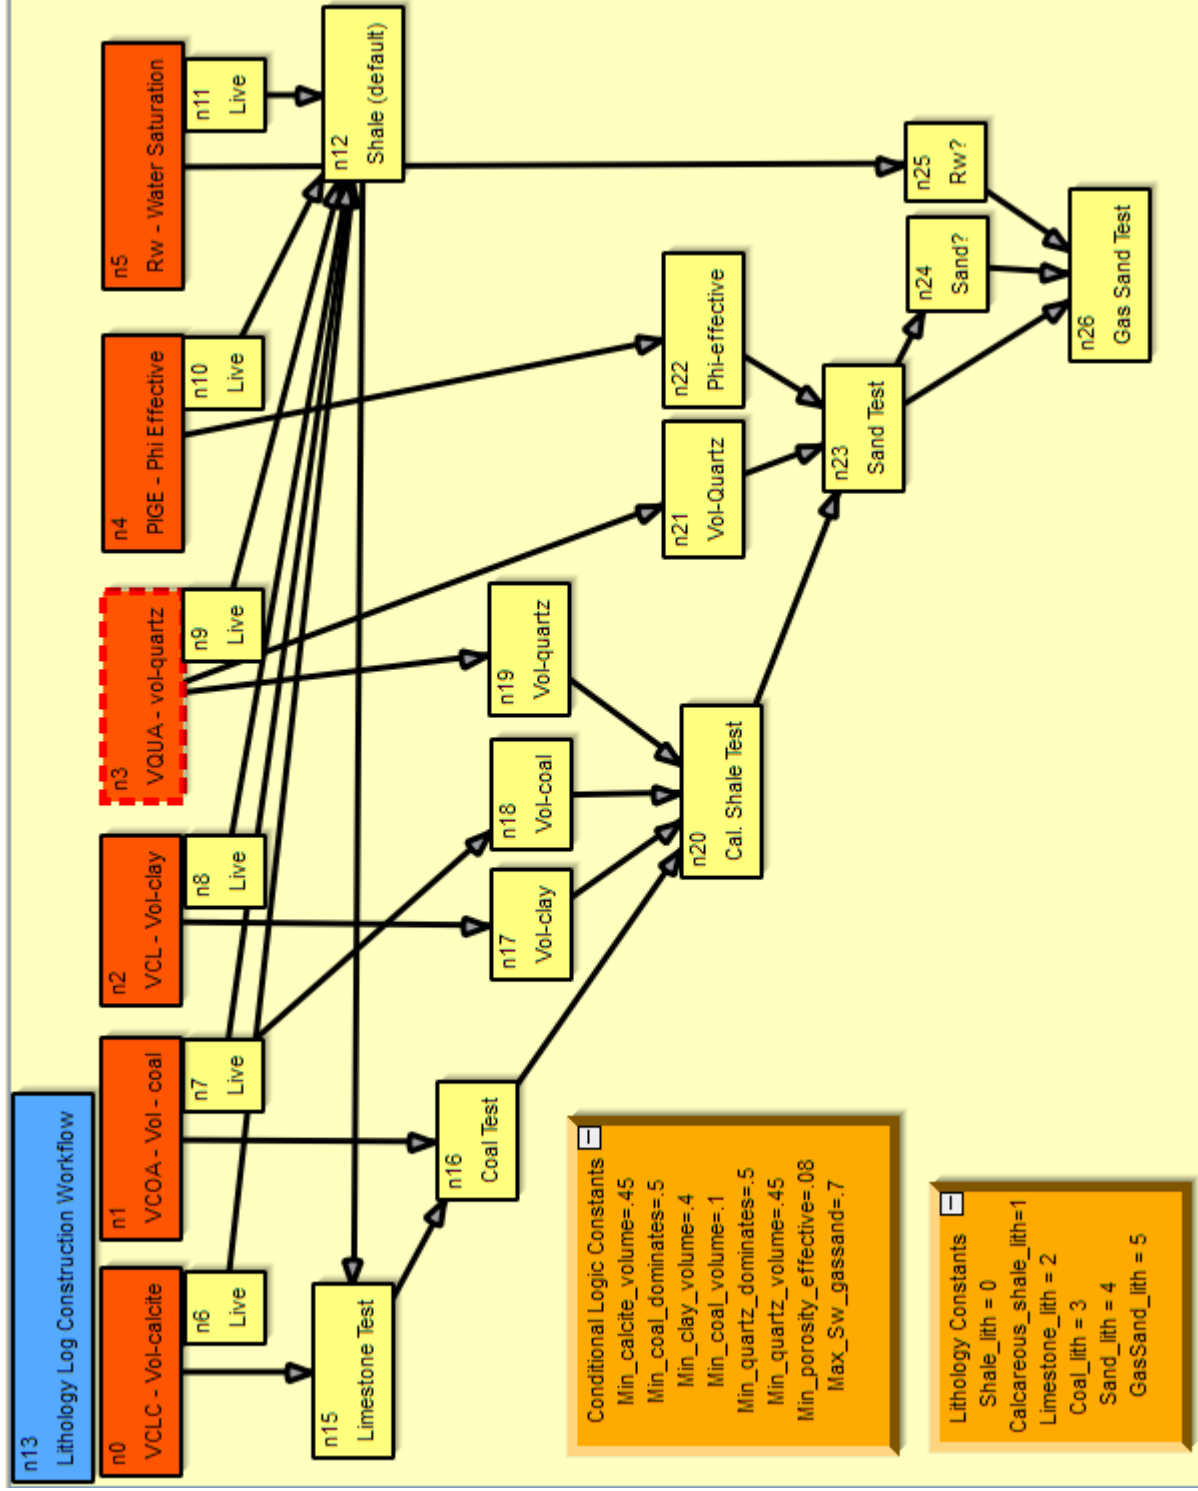 n13
Lithology Log Construction Workflow
n0
VCLC - Vol-calcite
n1
VCOA - Vol - coal
n2
VCL - Vol-clay
n3
VQUA - vol-quartz
n4
PIGE - Phi Effective
n5
Rw - Water Saturation
n6
Live
n7
Live
n8
Live
n9
Live
n10
Live
n11
Live
n12
Shale (default)
n15
Limestone Test
n16
Coal Test
n17
Vol-clay
n18
Vol-coal
n19
Vol-quartz
n20
Cal. Shale Test
n21
Vol-Quartz
n22
Phi-effective
n23
Sand Test
n24
Sand?
n25
Rw?
n26
Gas Sand Test
Conditional Logic Constants
Min_calcite_volume=.45
Min_coal_dominates=.5
Min_clay_volume=.4
Min_coal_volume=.1
Min_quartz_dominates=.5
Min_quartz_volume=.45
Min_porosity_effective=.08
Max_Sw_gassand=.7
Lithology Constants
Shale_lith = 0
Calcareous_shale_lith=1
Limestone_lith = 2
Coal_lith = 3
Sand_lith = 4
GasSand_lith = 5